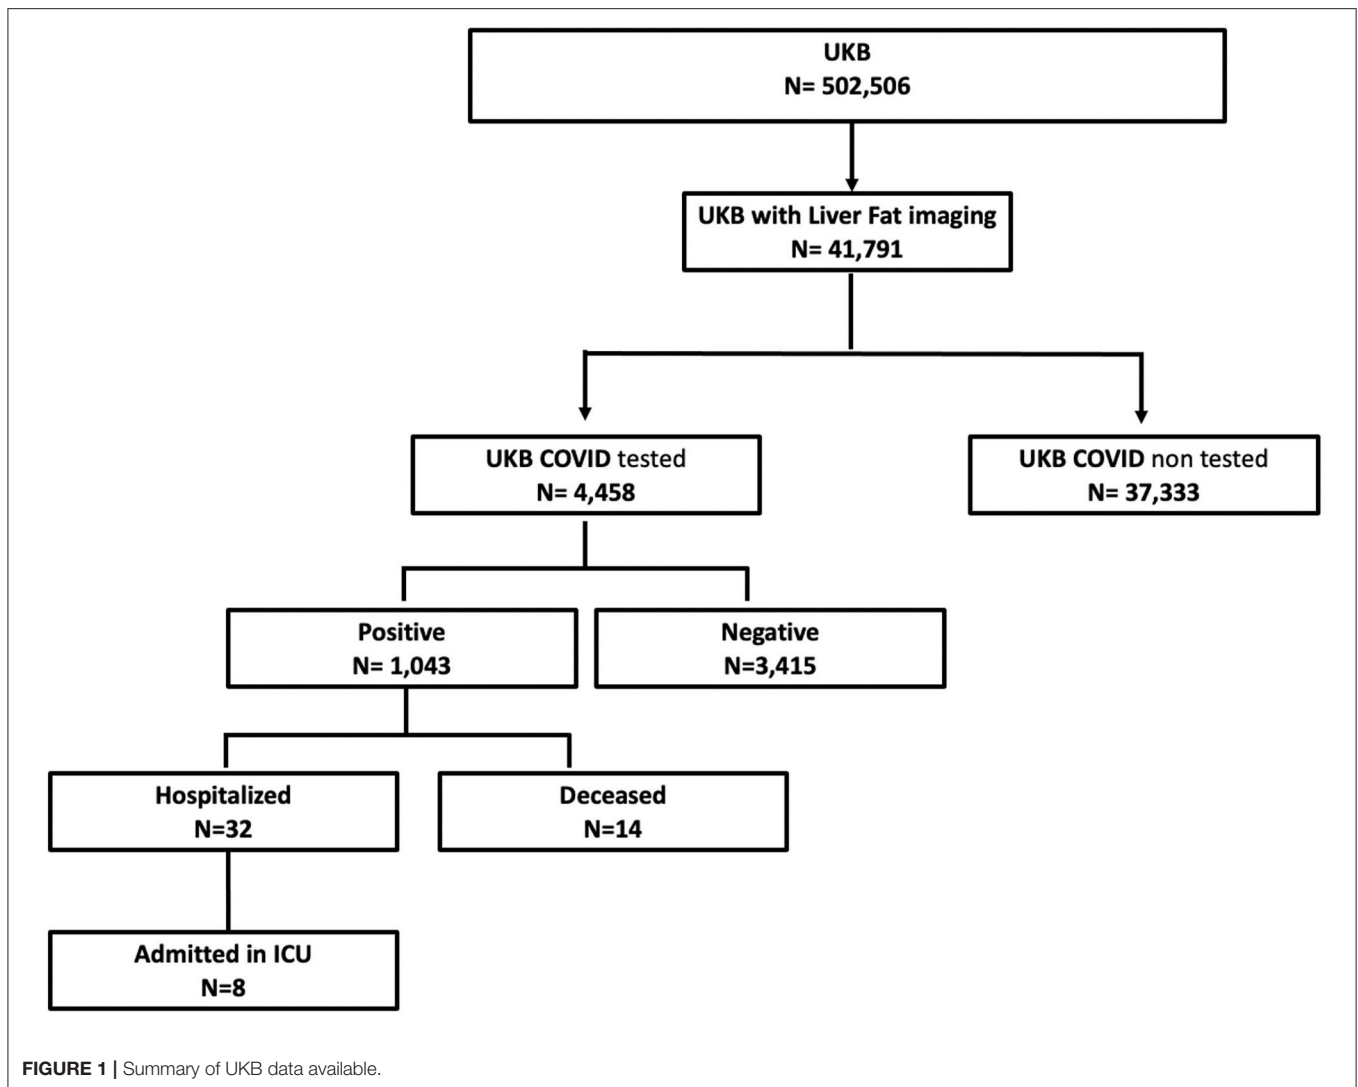 UKB
N= 502,506
UKB with Liver Fat imaging
N= 41,791
UKB COVID tested
N= 4,458
UKB COVID non tested
N= 37,333
Positive
N= 1,043
Negative
N=3,415
Hospitalized
N=32
Deceased
N=14
Admitted in ICU
N=8
FIGURE 1 | Summary of UKB data available.